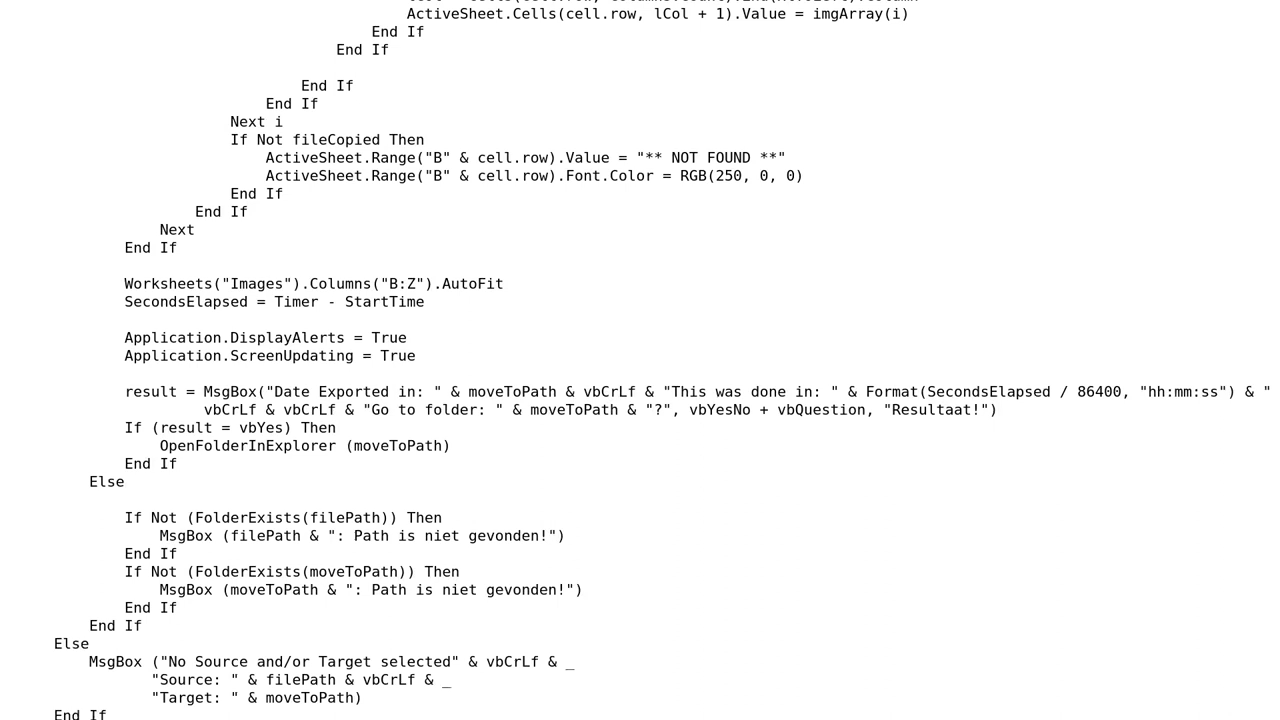 ActiveSheet.Cells(cell.row, lCol + 1).Value = imgArray(i)
End If
End If
End If
End If
Next i
If Not fileCopied Then
ActiveSheet.Range("B" & cell.row).Value = "** NOT FOUND **"
ActiveSheet.Range("B" & cell.row).Font.Color = RGB(250, 0, 0)
End If
End If
Next
End If
Worksheets("Images").Columns("B:Z").AutoFit
SecondsElapsed = Timer - StartTime
Application.DisplayAlerts = True
Application.ScreenUpdating = True
result = MsgBox("Date Exported in: " & moveToPath & vbCrLf & "This was done in: " & Format(SecondsElapsed / 86400, "hh:mm:ss") & "
vbCrLf & vbCrLf & "Go to folder: " & moveToPath & "?", vbYesNo + vbQuestion, "Resultaat!")
If (result = vbYes) Then
OpenFolderInExplorer (moveToPath)
End If
Else
If Not (FolderExists(filePath)) Then
MsgBox (filePath & ": Path is niet gevonden!")
End If
If Not (FolderExists(moveToPath)) Then
MsgBox (moveToPath & ": Path is niet gevonden!")
End If
End If
Else
MsgBox ("No Source and/or Target selected" & vbCrLf & _
"Source: " & filePath & vbCrLf & _
"Target: " & moveToPath)
End If